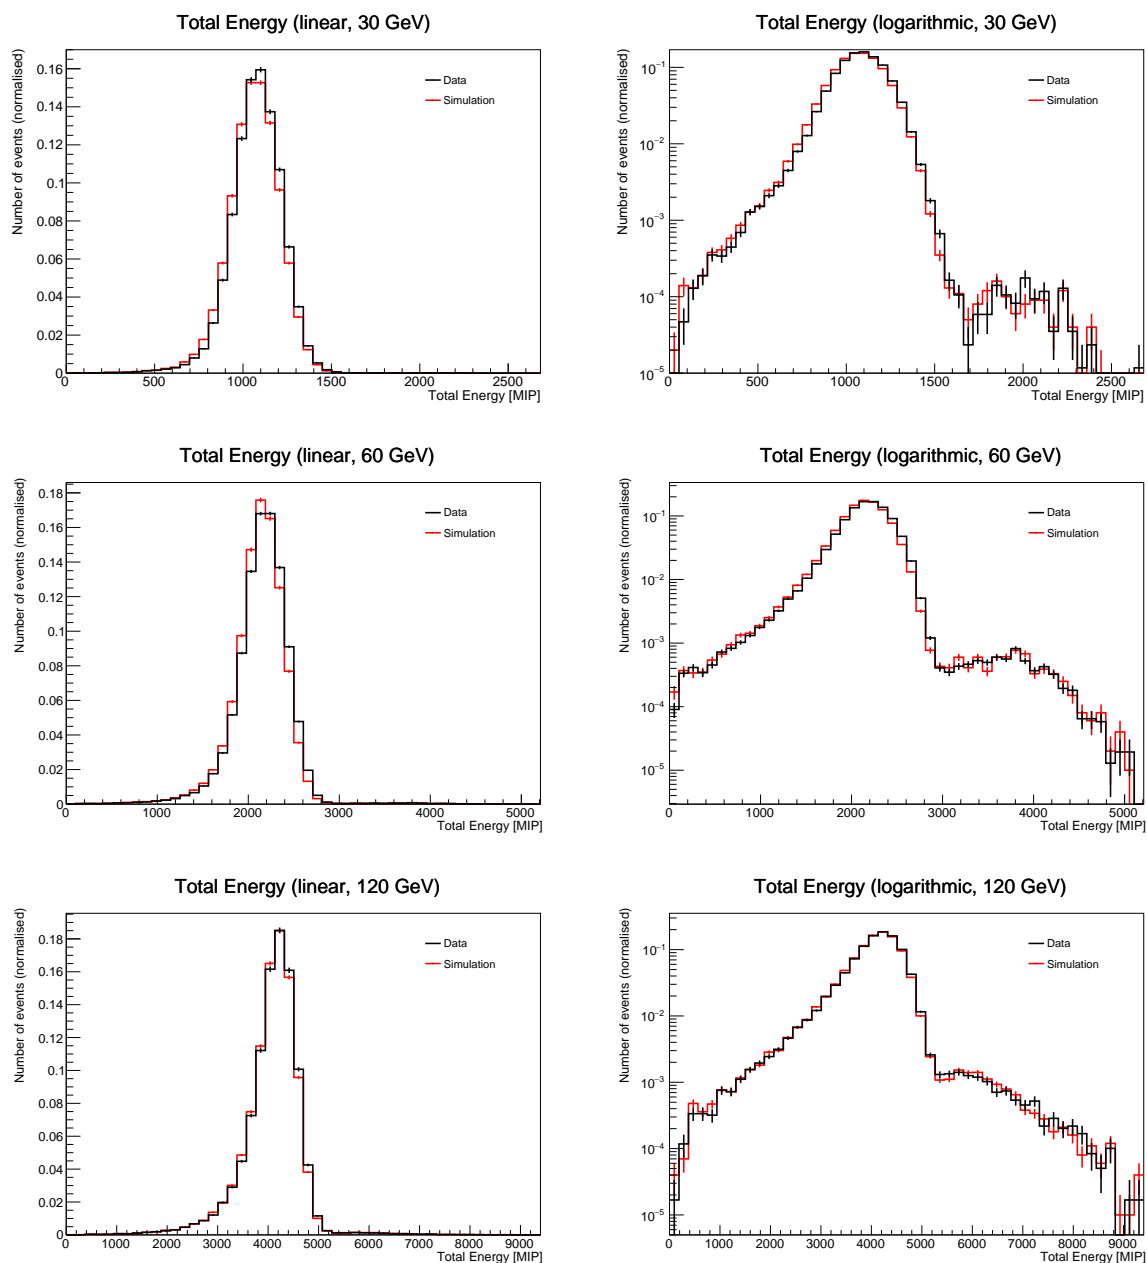 Total Energy (linear, 30 GeV)
Number of events (normalised)
0.16
0.14
0.12
0.1
0.08
0.06
0.04
0.02
0
0 500 1000 1500 2000 2500
Total Energy [MIP]
Data
Simulation
Total Energy (logarithmic, 30 GeV)
Number of events (normalised)
10−1
10−2
10−3
10−4
10−5
0 500 1000 1500 2000 2500
Total Energy [MIP]
Data
Simulation
Total Energy (linear, 60 GeV)
Number of events (normalised)
0.18
0.16
0.14
0.12
0.1
0.08
0.06
0.04
0.02
0
0 1000 2000 3000 4000 5000
Total Energy [MIP]
Data
Simulation
Total Energy (logarithmic, 60 GeV)
Number of events (normalised)
10−1
10−2
10−3
10−4
10−5
0 1000 2000 3000 4000 5000
Total Energy [MIP]
Data
Simulation
Total Energy (linear, 120 GeV)
Number of events (normalised)
0.18
0.16
0.14
0.12
0.1
0.08
0.06
0.04
0.02
0
0 1000 2000 3000 4000 5000 6000 7000 8000 9000
Total Energy [MIP]
Data
Simulation
Total Energy (logarithmic, 120 GeV)
Number of events (normalised)
10−1
10−2
10−3
10−4
10−5
0 1000 2000 3000 4000 5000 6000 7000 8000 9000
Total Energy [MIP]
Data
Simulation